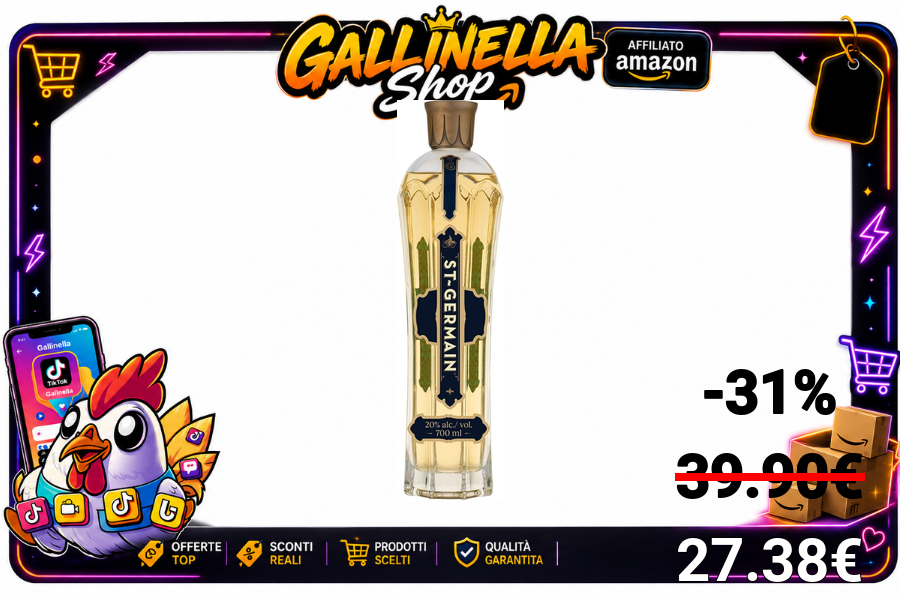 GALLINELLA
Shop
AFFILIATO
amazon
ST-GERMAIN
20% alc./ vol.
700 ml
Gallinella
TikTok
Gallinella
-31%
39.90€
27.38€
OFFERTE
TOP
SCONTI
REALI
PRODOTTI
SCELTI
QUALITÀ
GARANTITA